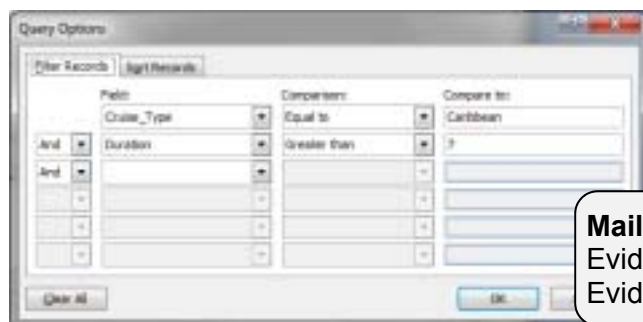 Query Options
Filter Records Sort Records
Field: Comparison: Compare to:
Cruise_Type Equal to Caribbean
And Duration Greater than 7
And
Mail
Evid
Evid
Clear All OK